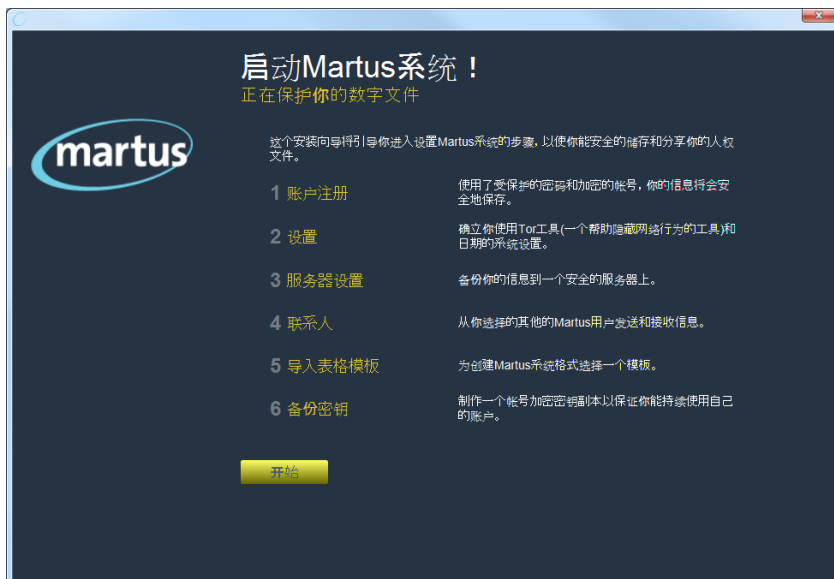 启动Martus系统！
正在保护你的数字文件
martus
这个安装向导将引导你进入设置Martus系统的步骤，以使你能安全的储存和分享你的人权
文件。
1 账户注册
使用了受保护的密码和加密的帐号，你的信息将会安
全地保存。
2 设置
确立你使用Tor工具(一个帮助隐藏网络行为的工具)和
日期的系统设置。
3 服务器设置
备份你的信息到一个安全的服务器上。
4 联系人
从你选择的其他的Martus用户发送和接收信息。
5 导入表格模板
为创建Martus系统格式选择一个模板。
6 备份密钥
制作一个帐号加密密钥副本以保证你能持续使用自己
的账户。
开始